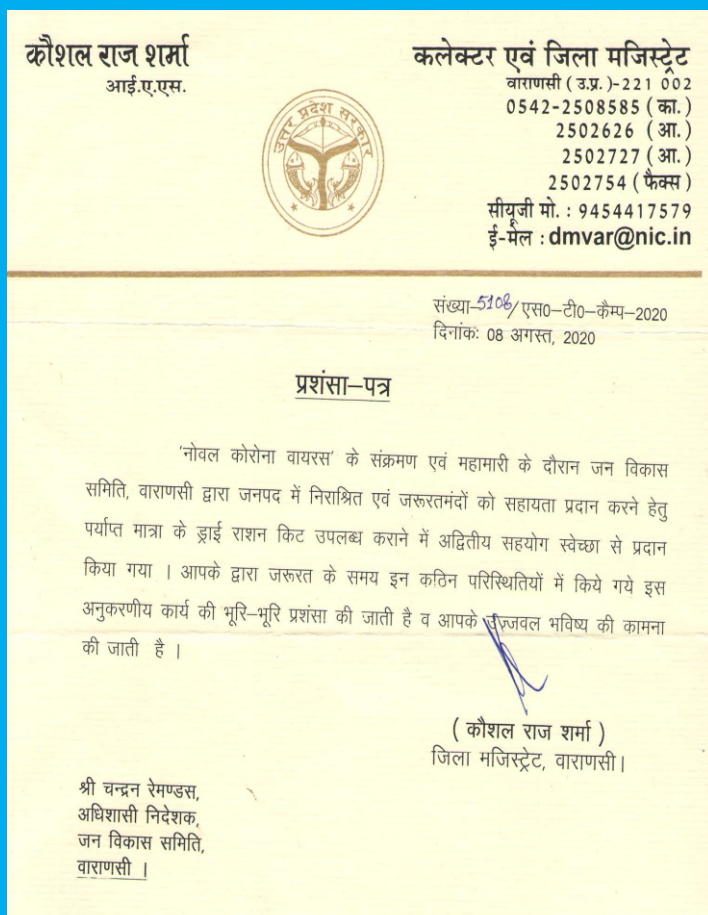 कौशल राज शर्मा
आई.ए.एस.
कलेक्टर एवं जिला मजिस्ट्रेट
वाराणसी ( उ.प्र. )-221 002
0542-2508585 ( का. )
2502626 ( आ. )
2502727 ( आ. )
2502754 ( फैक्स )
सीयूजी मो. : 9454417579
ई-मेल : dmvar@nic.in
उत्तर प्रदेश सरकार
संख्या-5108/एस0-टी0-कैम्प-2020
दिनांकः 08 अगस्त, 2020
प्रशंसा-पत्र
'नोवल कोरोना वायरस' के संक्रमण एवं महामारी के दौरान जन विकास
समिति, वाराणसी द्वारा जनपद में निराश्रित एवं जरूरतमंदों को सहायता प्रदान करने हेतु
पर्याप्त मात्रा के ड्राई राशन किट उपलब्ध कराने में अद्वितीय सहयोग स्वेच्छा से प्रदान
किया गया । आपके द्वारा जरूरत के समय इन कठिन परिस्थितियों में किये गये इस
अनुकरणीय कार्य की भूरि-भूरि प्रशंसा की जाती है व आपके उज्जवल भविष्य की कामना
की जाती है ।
( कौशल राज शर्मा )
जिला मजिस्ट्रेट, वाराणसी।
श्री चन्द्रन रेमण्डस,
अधिशासी निदेशक,
जन विकास समिति,
वाराणसी ।